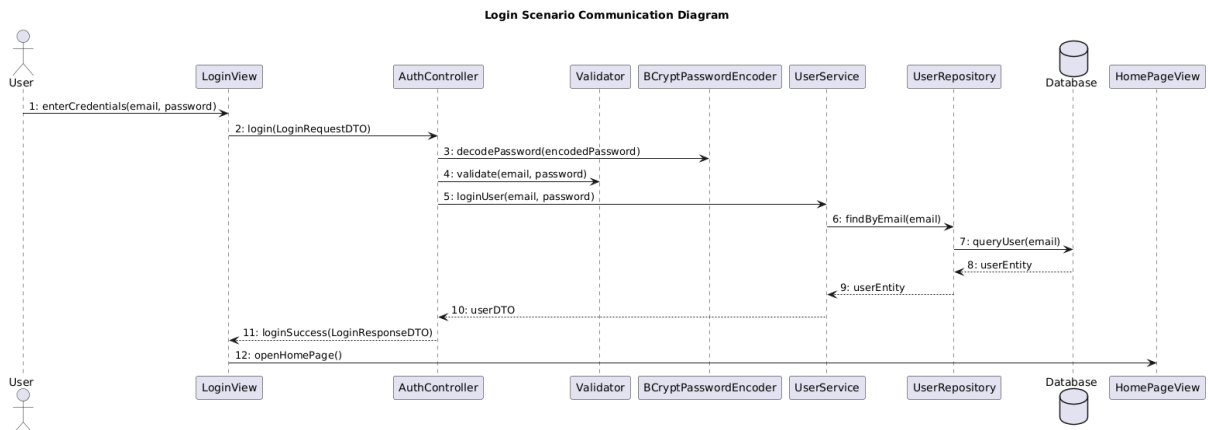 Login Scenario Communication Diagram
User
LoginView
AuthController
Validator
BCryptPasswordEncoder
UserService
UserRepository
Database
HomePageView
1: enterCredentials(email, password)
2: login(LoginRequestDTO)
3: decodePassword(encodedPassword)
4: validate(email, password)
5: loginUser(email, password)
6: findByEmail(email)
7: queryUser(email)
8: userEntity
9: userEntity
10: userDTO
11: loginSuccess(LoginResponseDTO)
12: openHomePage()
User
LoginView
AuthController
Validator
BCryptPasswordEncoder
UserService
UserRepository
Database
HomePageView